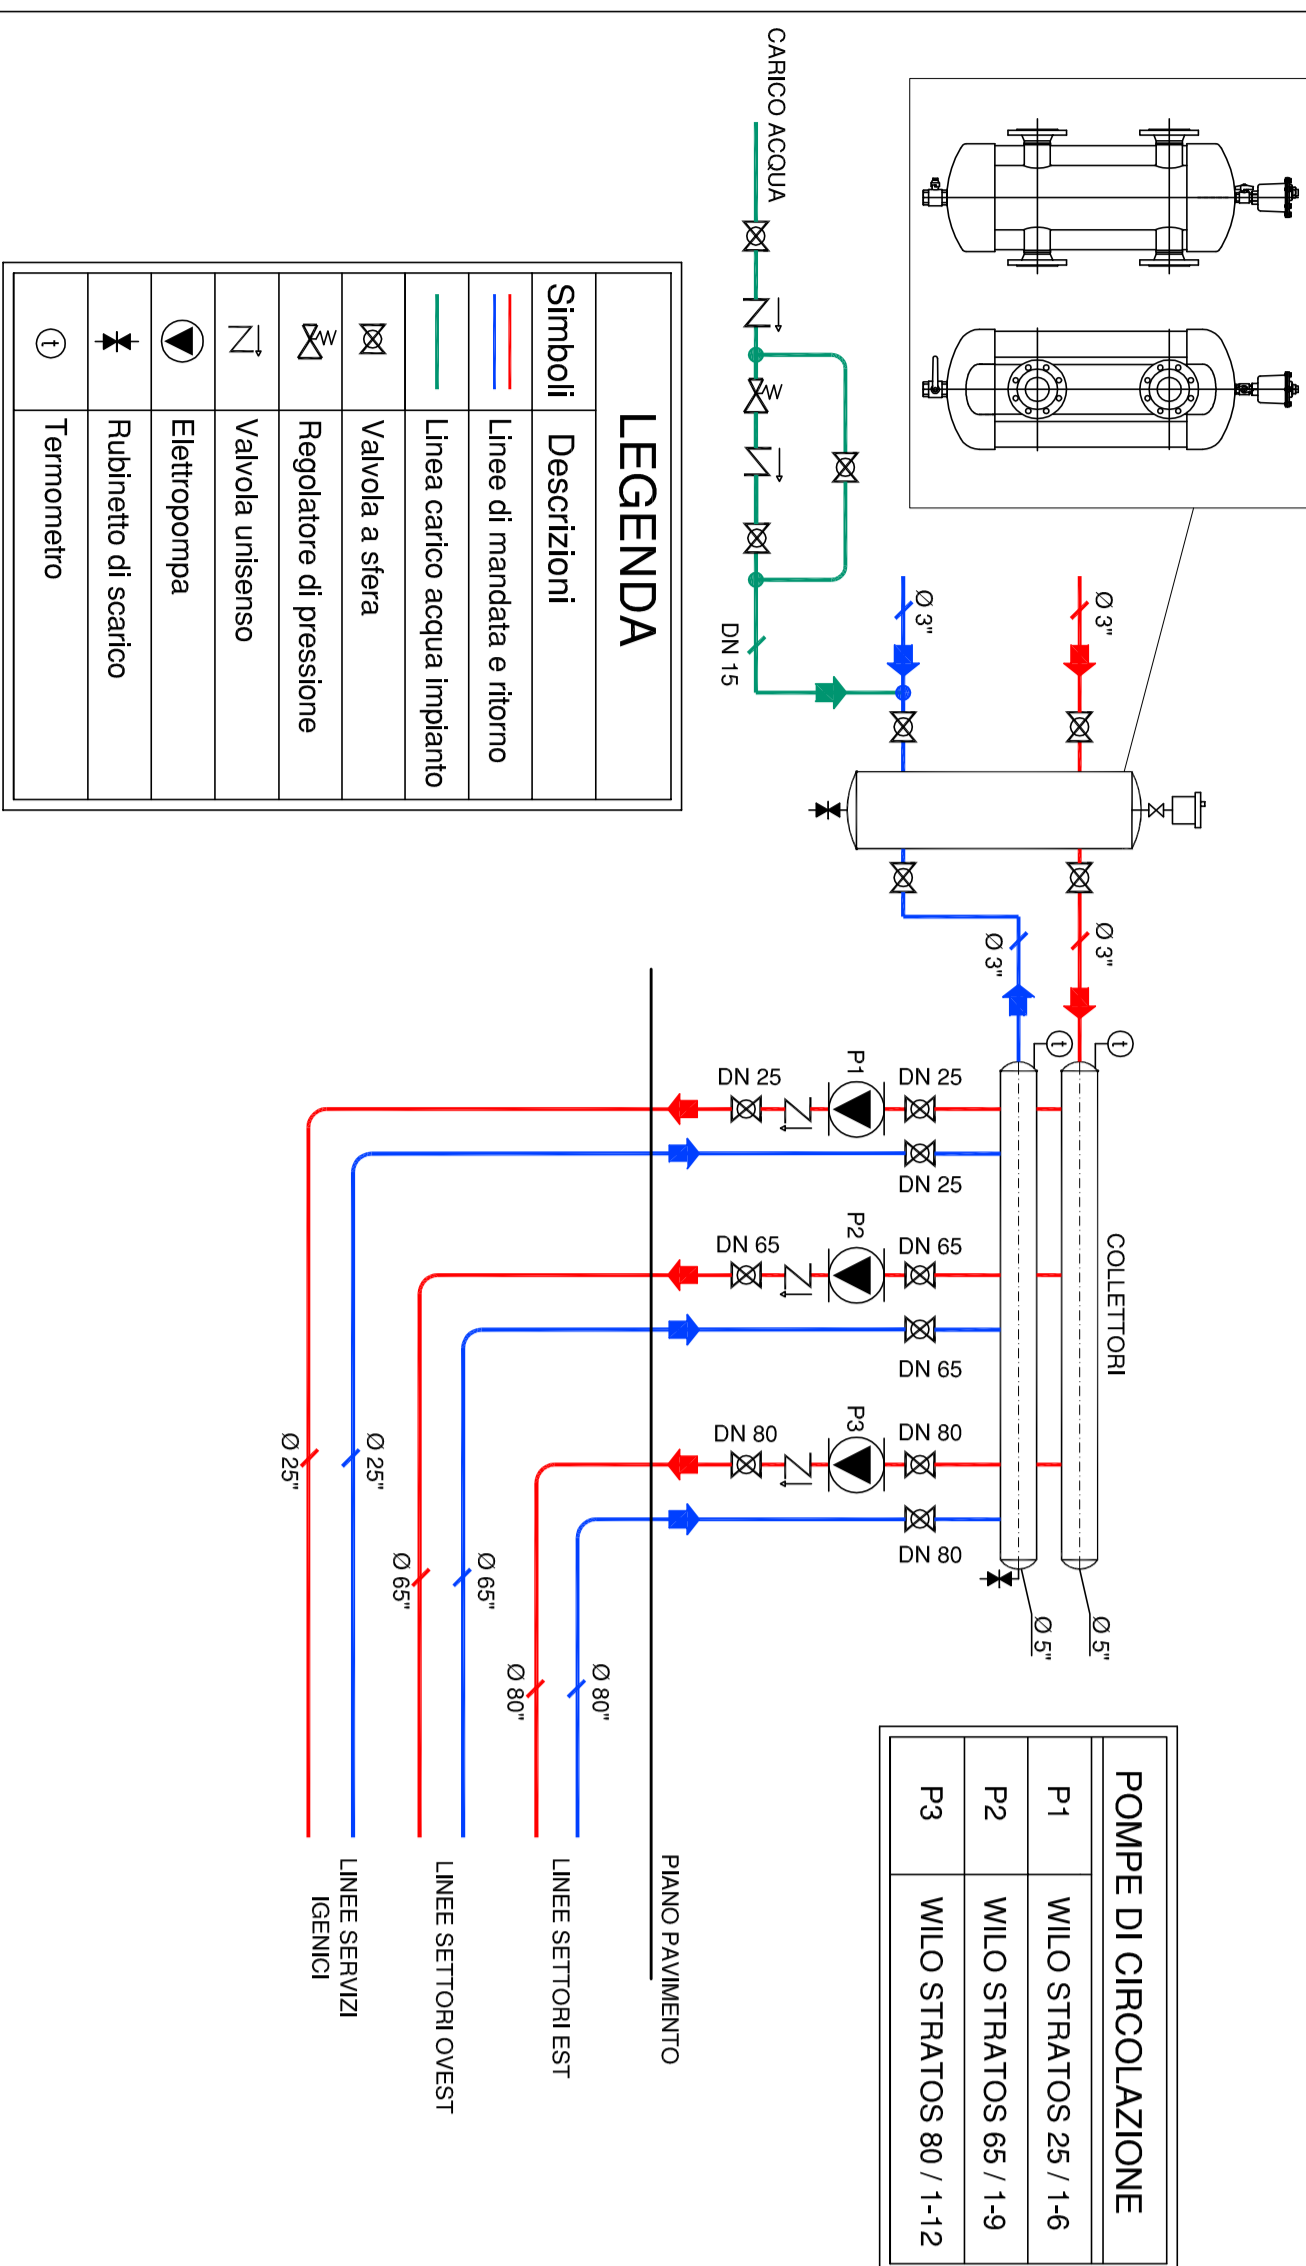 CARICO ACQUA
DN 15
Ø 3"
Ø 3"
Ø 3"
Ø 3"
t
t
COLLETTORI
Ø 5"
Ø 5"
P1
DN 25
DN 25
DN 25
P2
DN 65
DN 65
DN 65
P3
DN 80
DN 80
DN 80
PIANO PAVIMENTO
Ø 80"
Ø 80"
LINEE SETTORI EST
Ø 65"
Ø 65"
LINEE SETTORI OVEST
Ø 25"
Ø 25"
LINEE SERVIZI
IGENICI
POMPE DI CIRCOLAZIONE
P1 WILO STRATOS 25 / 1-6
P2 WILO STRATOS 65 / 1-9
P3 WILO STRATOS 80 / 1-12
LEGENDA
Simboli Descrizioni
Linee di mandata e ritorno
Linea carico acqua impianto
Valvola a sfera
Regolatore di pressione
Valvola unisenso
Elettropompa
Rubinetto di scarico
t Termometro